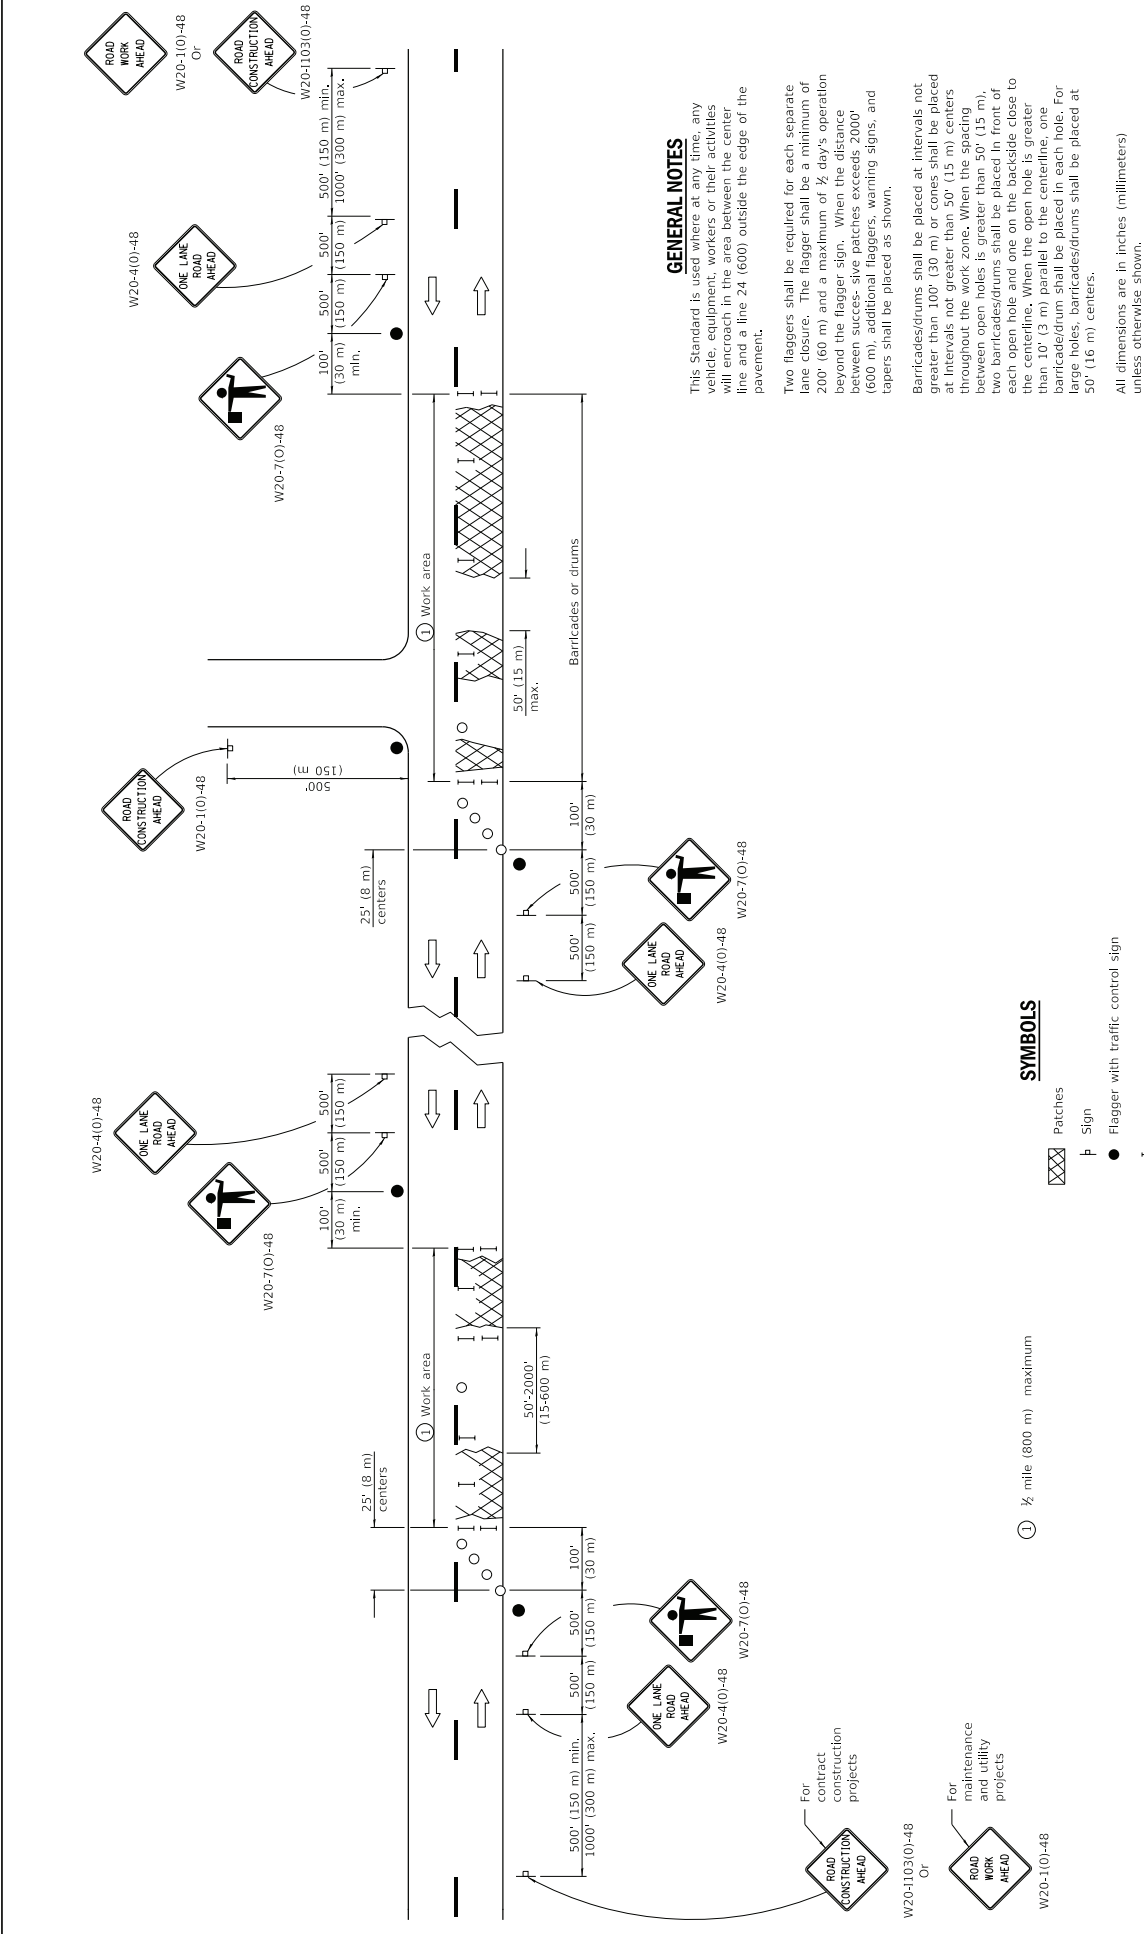 ROAD
WORK
AHEAD
W20-1(O)-48
Or
ROAD
CONSTRUCTION
AHEAD
W20-I103(O)-48
500' (150 m) min.
1000' (300 m) max.
ONE LANE
ROAD
AHEAD
W20-4(O)-48
500'
(150 m)
500'
(150 m)
100'
(30 m)
min.
W20-7(O)-48
1 Work area
50' (15 m)
max.
Barricades or drums
ROAD
CONSTRUCTION
AHEAD
W20-1(O)-48
500'
(150 m)
25' (8 m)
centers
100'
(30 m)
500'
(150 m)
500'
(150 m)
W20-7(O)-48
ONE LANE
ROAD
AHEAD
W20-4(O)-48
W20-4(O)-48
ONE LANE
ROAD
AHEAD
500'
(150 m)
500'
(150 m)
100'
(30 m)
min.
W20-7(O)-48
1 Work area
50'-2000'
(15-600 m)
25' (8 m)
centers
100'
(30 m)
500'
(150 m)
500'
(150 m)
500' (150 m) min.
1000' (300 m) max.
W20-7(O)-48
ONE LANE
ROAD
AHEAD
W20-4(O)-48
For
contract
construction
projects
ROAD
CONSTRUCTION
AHEAD
W20-I103(O)-48
Or
For
maintenance
and utility
projects
ROAD
WORK
AHEAD
W20-1(O)-48
1 ½ mile (800 m) maximum
SYMBOLS
Patches
Sign
Flagger with traffic control sign
GENERAL NOTES
This Standard is used where at any time, any
vehicle, equipment, workers or their activities
will encroach in the area between the center
line and a line 24 (600) outside the edge of the
pavement.
Two flaggers shall be required for each separate
lane closure. The flagger shall be a minimum of
200' (60 m) and a maximum of ½ day's operation
beyond the flagger sign. When the distance
between succes- sive patches exceeds 2000'
(600 m), additional flaggers, warning signs, and
tapers shall be placed as shown.
Barricades/drums shall be placed at intervals not
greater than 100' (30 m) or cones shall be placed
at intervals not greater than 50' (15 m) centers
throughout the work zone. When the spacing
between open holes is greater than 50' (15 m),
two barricades/drums shall be placed in front of
each open hole and one on the backside close to
the centerline. When the open hole is greater
than 10' (3 m) parallel to the centerline, one
barricade/drum shall be placed in each hole. For
large holes, barricades/drums shall be placed at
50' (16 m) centers.
All dimensions are in inches (millimeters)
unless otherwise shown.